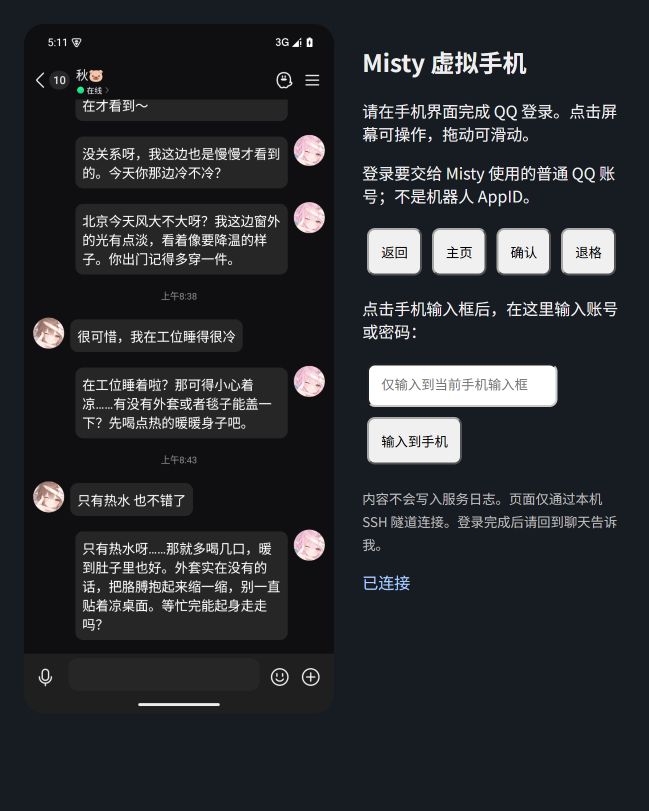 5:11
3G
10
秋🐷
在线
在才看到～
没关系呀，我这边也是慢慢才看到
的。今天你那边冷不冷？
北京今天风大不大呀？我这边窗外
的光有点淡，看着像要降温的样
子。你出门记得多穿一件。
上午8:38
很可惜，我在工位睡得很冷
在工位睡着啦？那可得小心着
凉……有没有外套或者毯子能盖一
下？先喝点热的暖暖身子吧。
上午8:43
只有热水 也不错了
只有热水呀……那就多喝几口，暖
到肚子里也好。外套实在没有的
话，把胳膊抱起来缩一缩，别一直
贴着凉桌面。等忙完能起身走走
吗？
Misty 虚拟手机
请在手机界面完成 QQ 登录。点击屏
幕可操作，拖动可滑动。
登录要交给 Misty 使用的普通 QQ 账
号；不是机器人 AppID。
返回 主页 确认 退格
点击手机输入框后，在这里输入账号
或密码：
仅输入到当前手机输入框
输入到手机
内容不会写入服务日志。页面仅通过本机
SSH 隧道连接。登录完成后请回到聊天告诉
我。
已连接